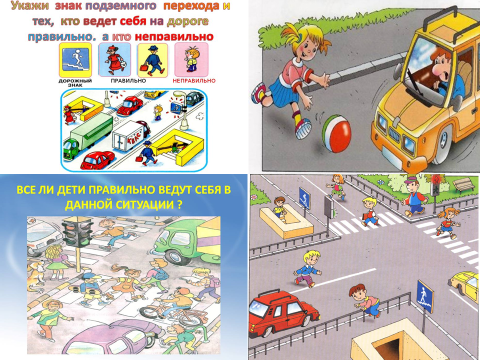 Укажи знак подземного перехода и
тех, кто ведет себя на дороге
правильно, а кто неправильно
ДОРОЖНЫЙ
ЗНАК
ПРАВИЛЬНО
НЕПРАВИЛЬНО
ВСЕ ЛИ ДЕТИ ПРАВИЛЬНО ВЕДУТ СЕБЯ В
ДАННОЙ СИТУАЦИИ ?